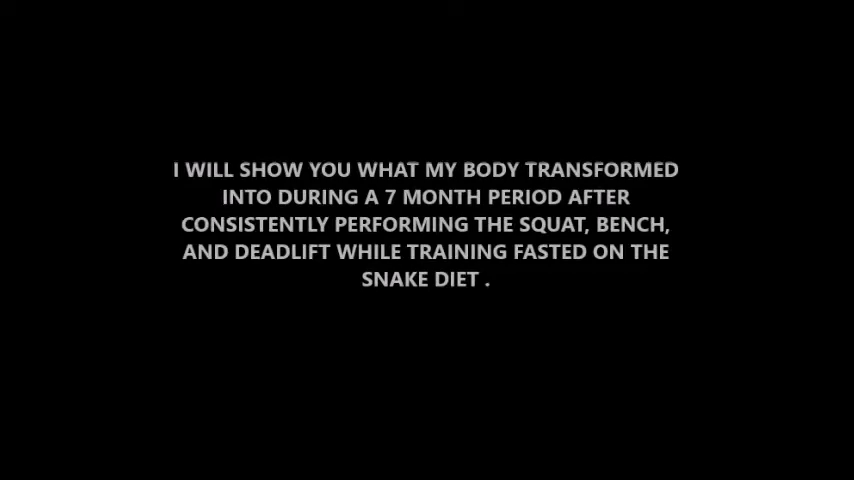 I WILL SHOW YOU WHAT MY BODY TRANSFORMED
INTO DURING A 7 MONTH PERIOD AFTER
CONSISTENTLY PERFORMING THE SQUAT, BENCH,
AND DEADLIFT WHILE TRAINING FASTED ON THE
SNAKE DIET .